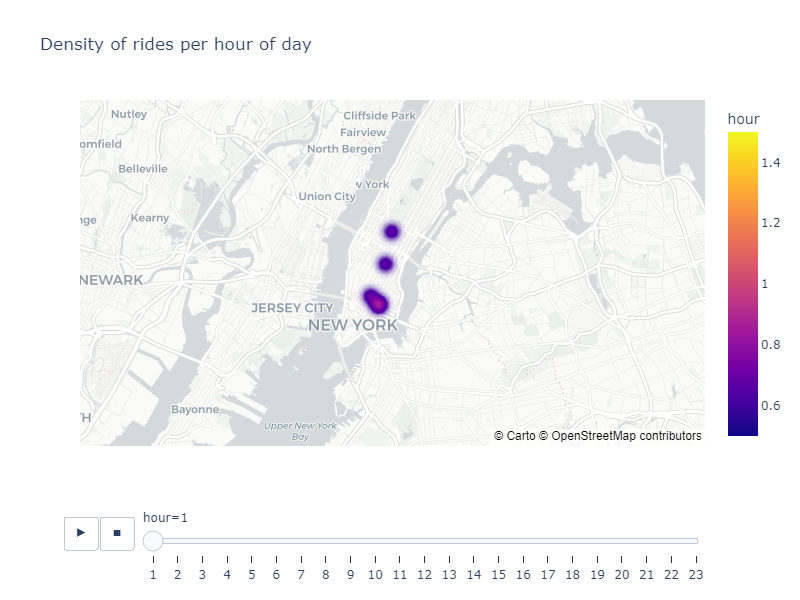 Density of rides per hour of day
Nutley
Cliffside Park
Fairview
omfield
North Bergen
Belleville
w York
Union City
nge
Kearny
NEWARK
JERSEY CITY
NEW YORK
Bayonne
TH
Upper New York
Bay
© Carto © OpenStreetMap contributors
hour
1.4
1.2
1
0.8
0.6
hour=1
1 2 3 4 5 6 7 8 9 10 11 12 13 14 15 16 17 18 19 20 21 22 23